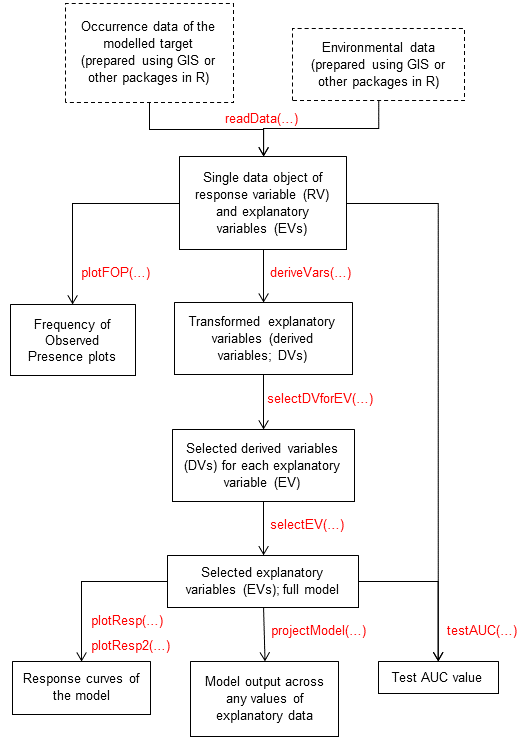 Occurrence data of the
modelled target
(prepared using GIS or
other packages in R)
Environmental data
(prepared using GIS or
other packages in R)
readData(…)
Single data object of
response variable (RV)
and explanatory
variables (EVs)
plotFOP(…)
deriveVars(…)
Frequency of
Observed
Presence plots
Transformed explanatory
variables (derived
variables; DVs)
selectDVforEV(…)
Selected derived variables
(DVs) for each explanatory
variable (EV)
selectEV(…)
Selected explanatory
variables (EVs); full model
plotResp(…)
plotResp2(…)
projectModel(…)
testAUC(…)
Response curves of
the model
Model output across
any values of
explanatory data
Test AUC value